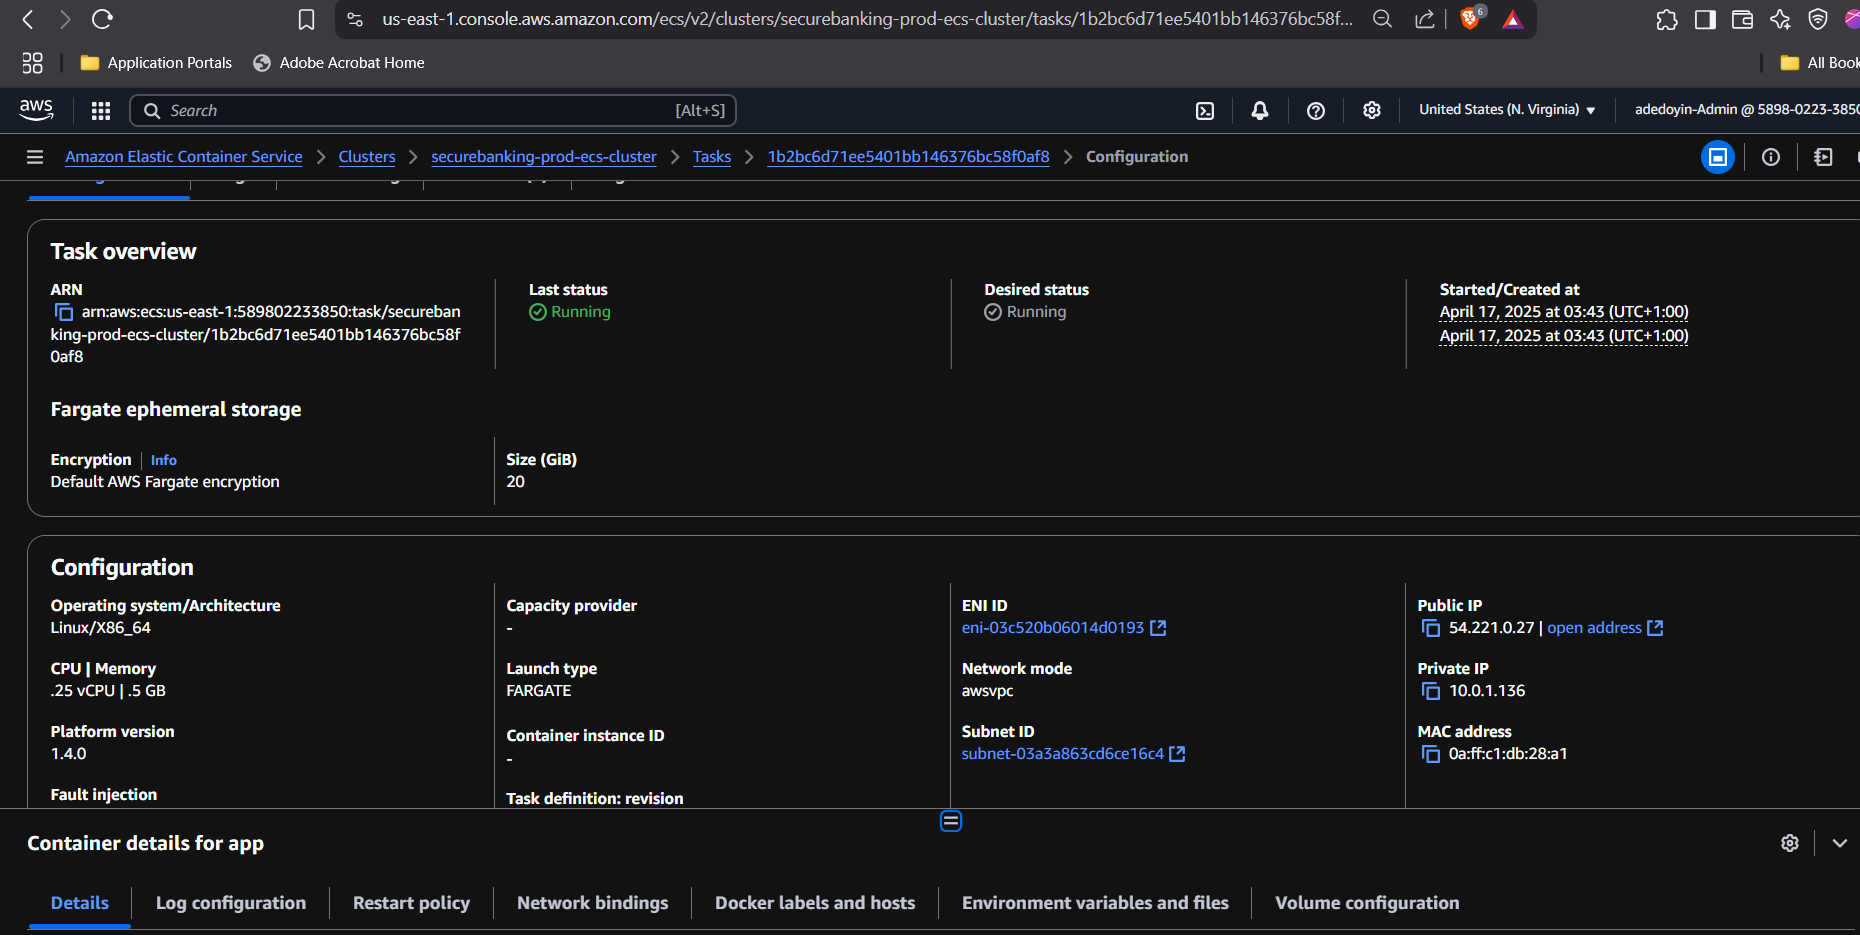 us-east-1.console.aws.amazon.com/ecs/v2/clusters/securebanking-prod-ecs-cluster/tasks/1b2bc6d71ee5401bb146376bc58f...
6
Application Portals
Adobe Acrobat Home
All Book
aws
Search
[Alt+S]
United States (N. Virginia)
adedoyin-Admin @ 5898-0223-3850
Amazon Elastic Container Service
Clusters
securebanking-prod-ecs-cluster
Tasks
1b2bc6d71ee5401bb146376bc58f0af8
Configuration
Task overview
ARN
arn:aws:ecs:us-east-1:589802233850:task/secureban
king-prod-ecs-cluster/1b2bc6d71ee5401bb146376bc58f
0af8
Last status
Running
Desired status
Running
Started/Created at
April 17, 2025 at 03:43 (UTC+1:00)
April 17, 2025 at 03:43 (UTC+1:00)
Fargate ephemeral storage
Encryption
Info
Default AWS Fargate encryption
Size (GiB)
20
Configuration
Operating system/Architecture
Linux/X86_64
CPU | Memory
.25 vCPU | .5 GB
Platform version
1.4.0
Fault injection
Capacity provider
-
Launch type
FARGATE
Container instance ID
-
Task definition: revision
ENI ID
eni-03c520b06014d0193
Network mode
awsvpc
Subnet ID
subnet-03a3a863cd6ce16c4
Public IP
54.221.0.27 | open address
Private IP
10.0.1.136
MAC address
0a:ff:c1:db:28:a1
Container details for app
Details
Log configuration
Restart policy
Network bindings
Docker labels and hosts
Environment variables and files
Volume configuration